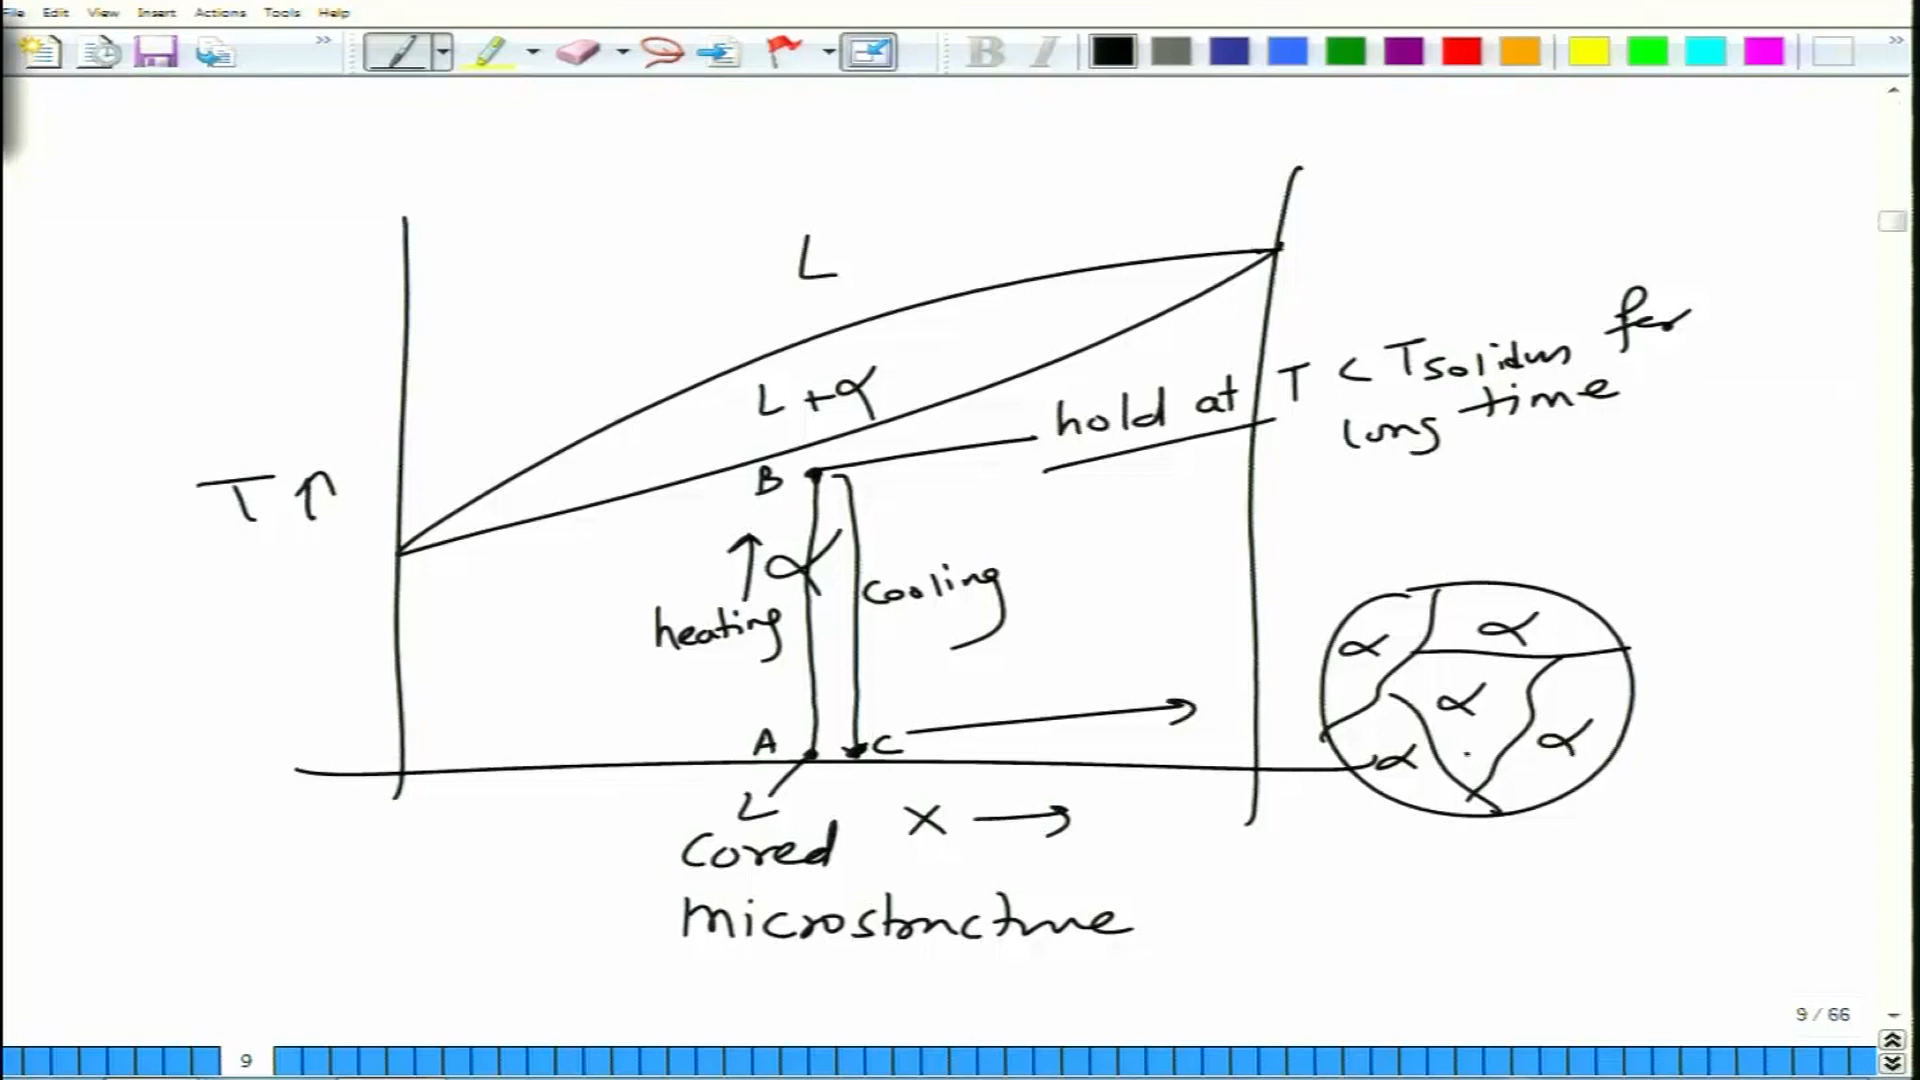 File Edit View Insert Actions Tools Help
B I
L
L + α
hold at T < Tsolidus for
long time
T ↑
B
↑ α
heating
cooling
A
C
α α
α
α α
Cored
Microstructure
X →
9 / 66
9